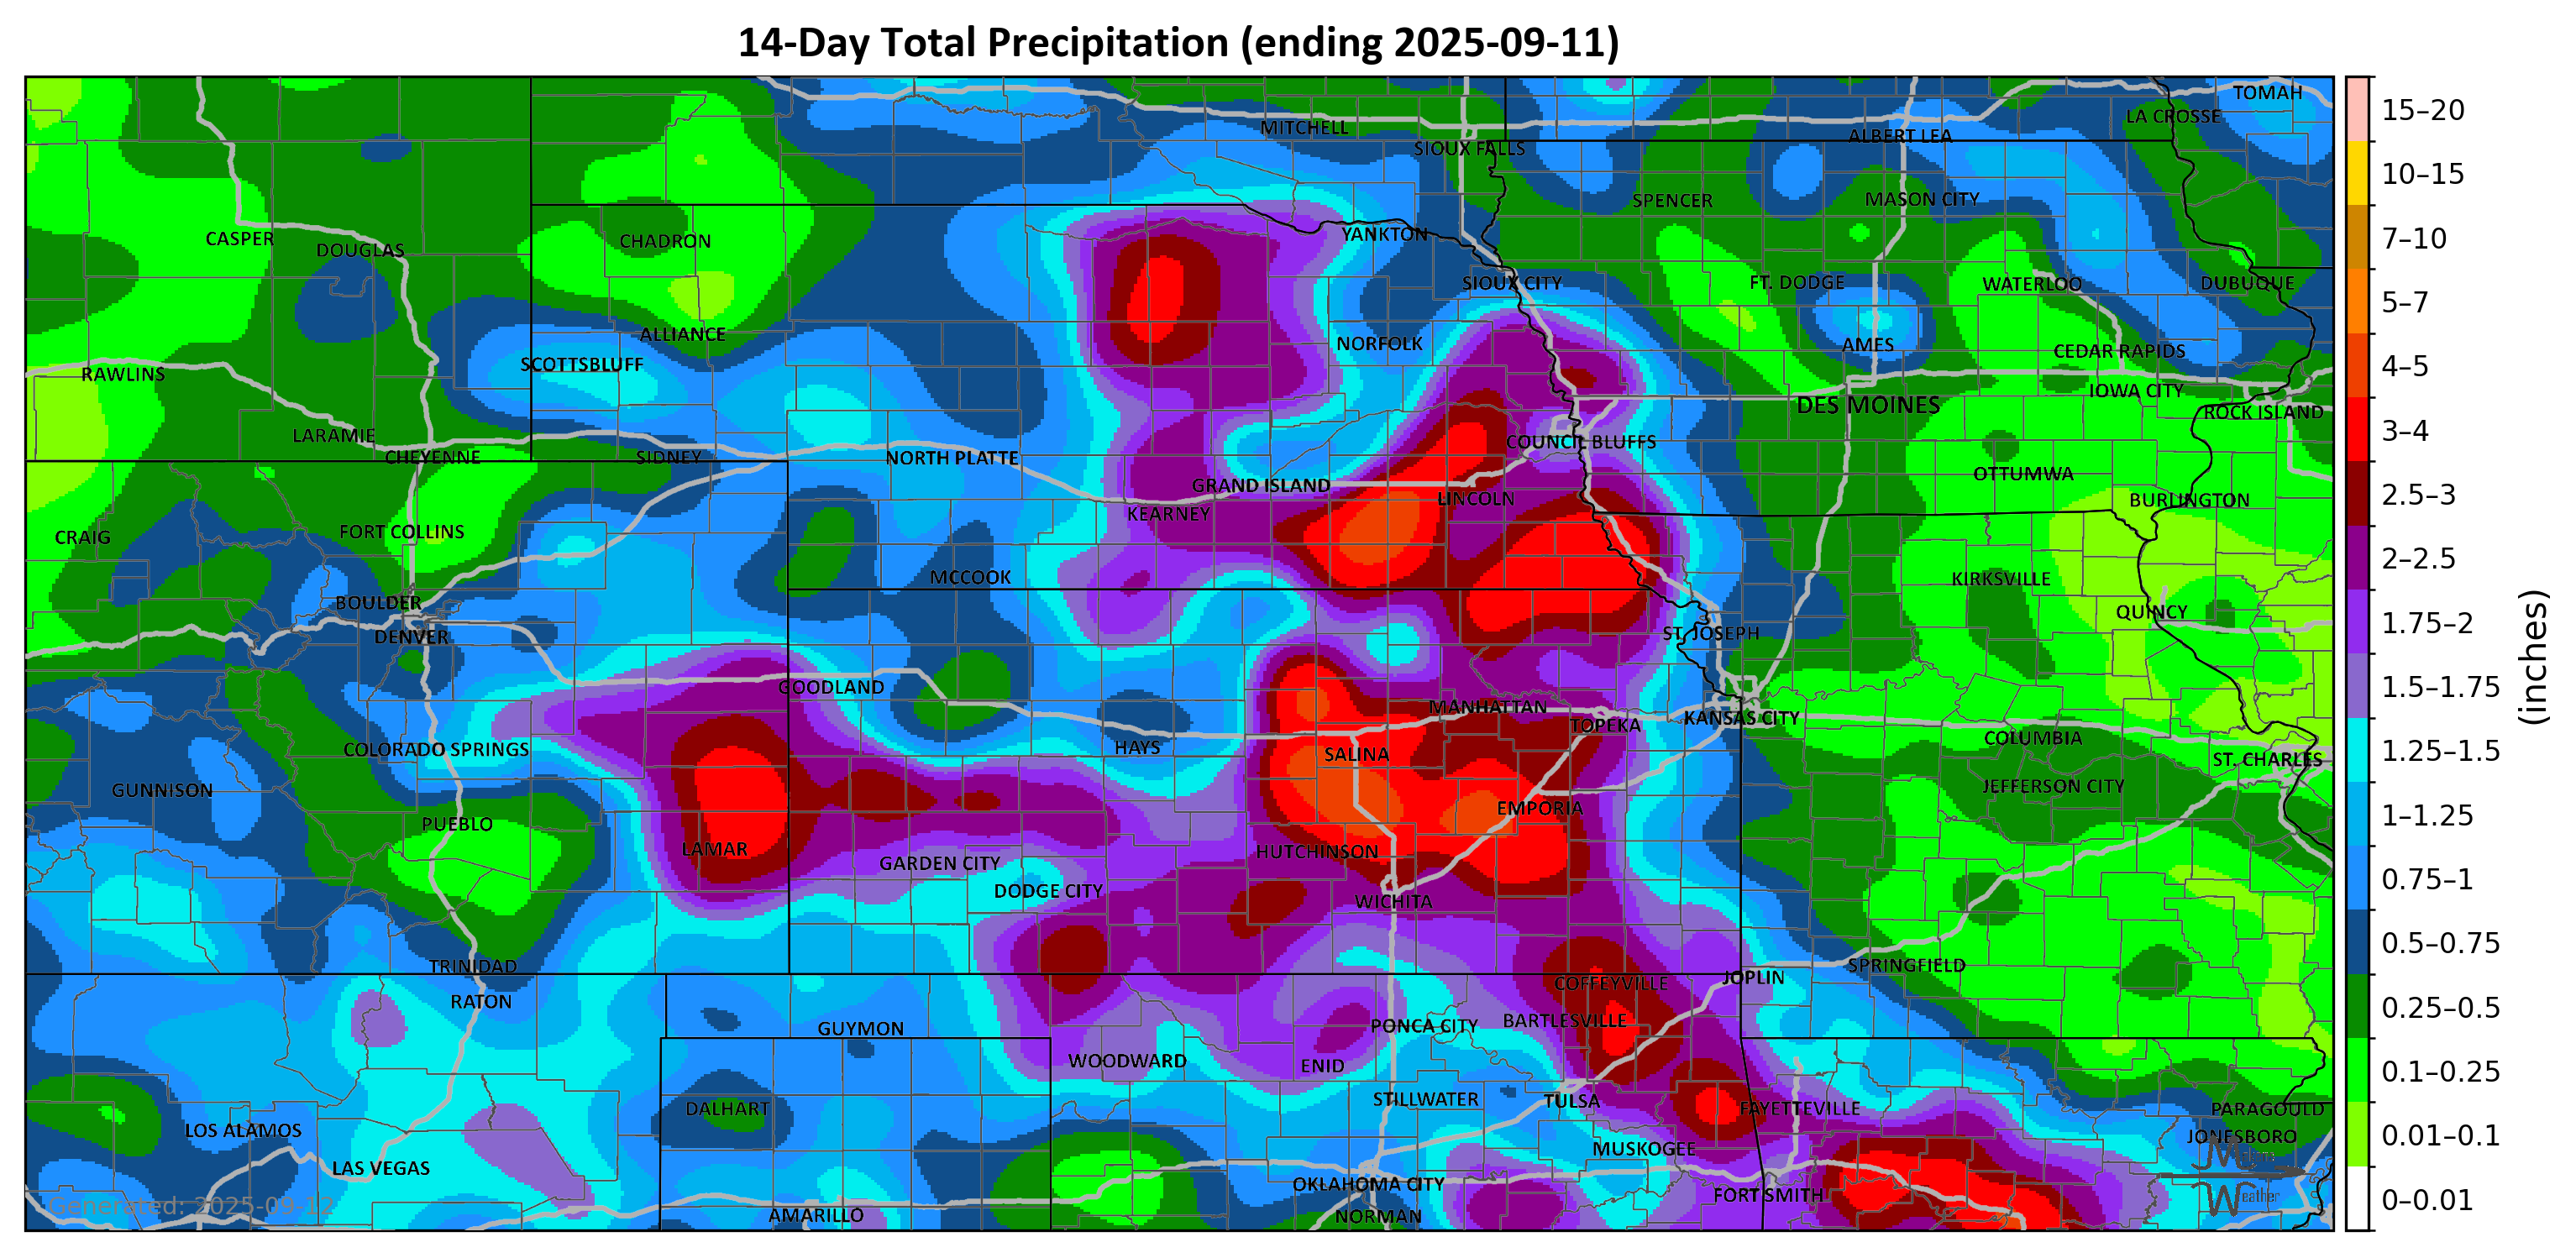 14-Day Total Precipitation (ending 2025-09-11)
TOMAH
LA CROSSE
MITCHELL
ALBERT LEA
SIOUX FALLS
SPENCER
MASON CITY
CASPER
DOUGLAS
CHADRON
YANKTON
SIOUX CITY
FT. DODGE
WATERLOO
DUBUQUE
ALLIANCE
NORFOLK
AMES
CEDAR RAPIDS
SCOTTSBLUFF
RAWLINS
IOWA CITY
DES MOINES
ROCK ISLAND
LARAMIE
COUNCIL BLUFFS
CHEYENNE
SIDNEY
NORTH PLATTE
OTTUMWA
GRAND ISLAND
LINCOLN
BURLINGTON
KEARNEY
CRAIG
FORT COLLINS
MCCOOK
KIRKSVILLE
BOULDER
QUINCY
DENVER
ST. JOSEPH
GOODLAND
MANHATTAN
TOPEKA
KANSAS CITY
COLUMBIA
COLORADO SPRINGS
HAYS
SALINA
ST. CHARLES
GUNNISON
JEFFERSON CITY
EMPORIA
PUEBLO
LAMAR
HUTCHINSON
GARDEN CITY
DODGE CITY
WICHITA
TRINIDAD
SPRINGFIELD
JOPLIN
COFFEYVILLE
RATON
BARTLESVILLE
PONCA CITY
GUYMON
WOODWARD
ENID
STILLWATER
TULSA
DALHART
FAYETTEVILLE
PARAGOULD
LOS ALAMOS
JONESBORO
MUSKOGEE
LAS VEGAS
OKLAHOMA CITY
FORT SMITH
AMARILLO
NORMAN
Generated: 2025-09-12
Weather
15–20
10–15
7–10
5–7
4–5
3–4
2.5–3
2–2.5
1.75–2
1.5–1.75
1.25–1.5
1–1.25
0.75–1
0.5–0.75
0.25–0.5
0.1–0.25
0.01–0.1
0–0.01
(inches)